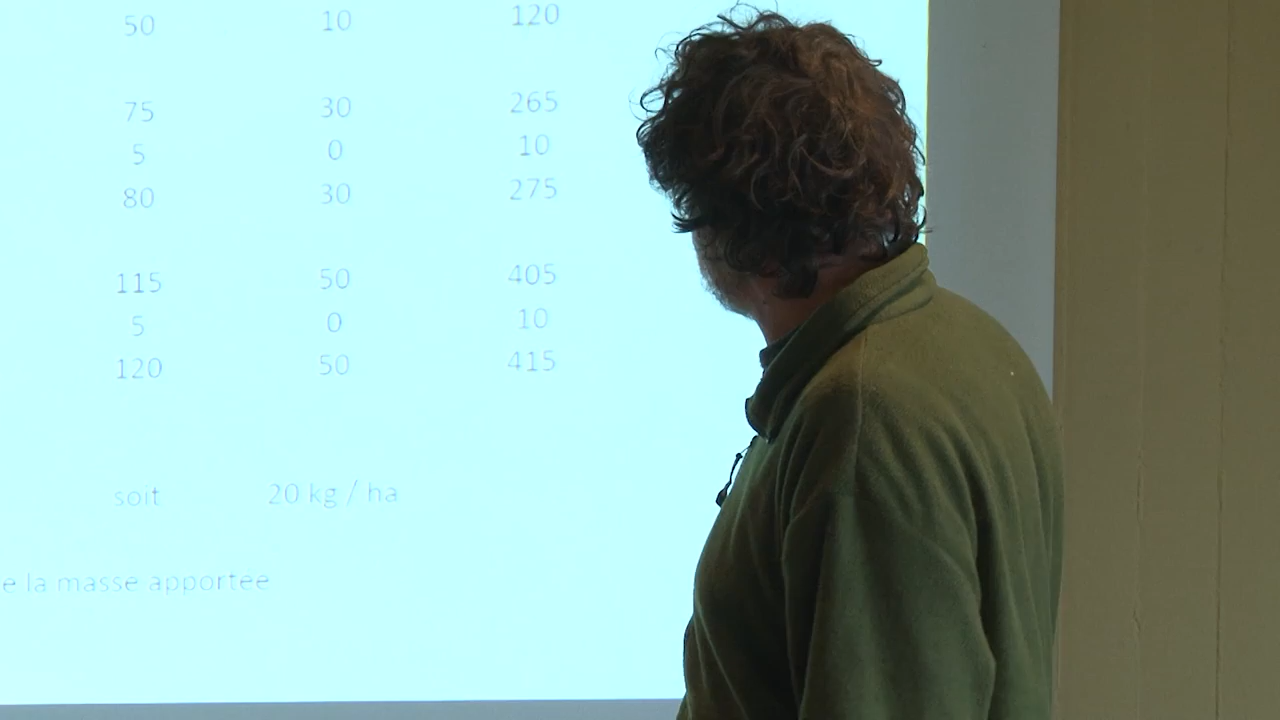 50 10 120
75 30 265
5 0 10
80 30 275
115 50 405
5 0 10
120 50 415
soit 20 kg / ha
e la masse apportée